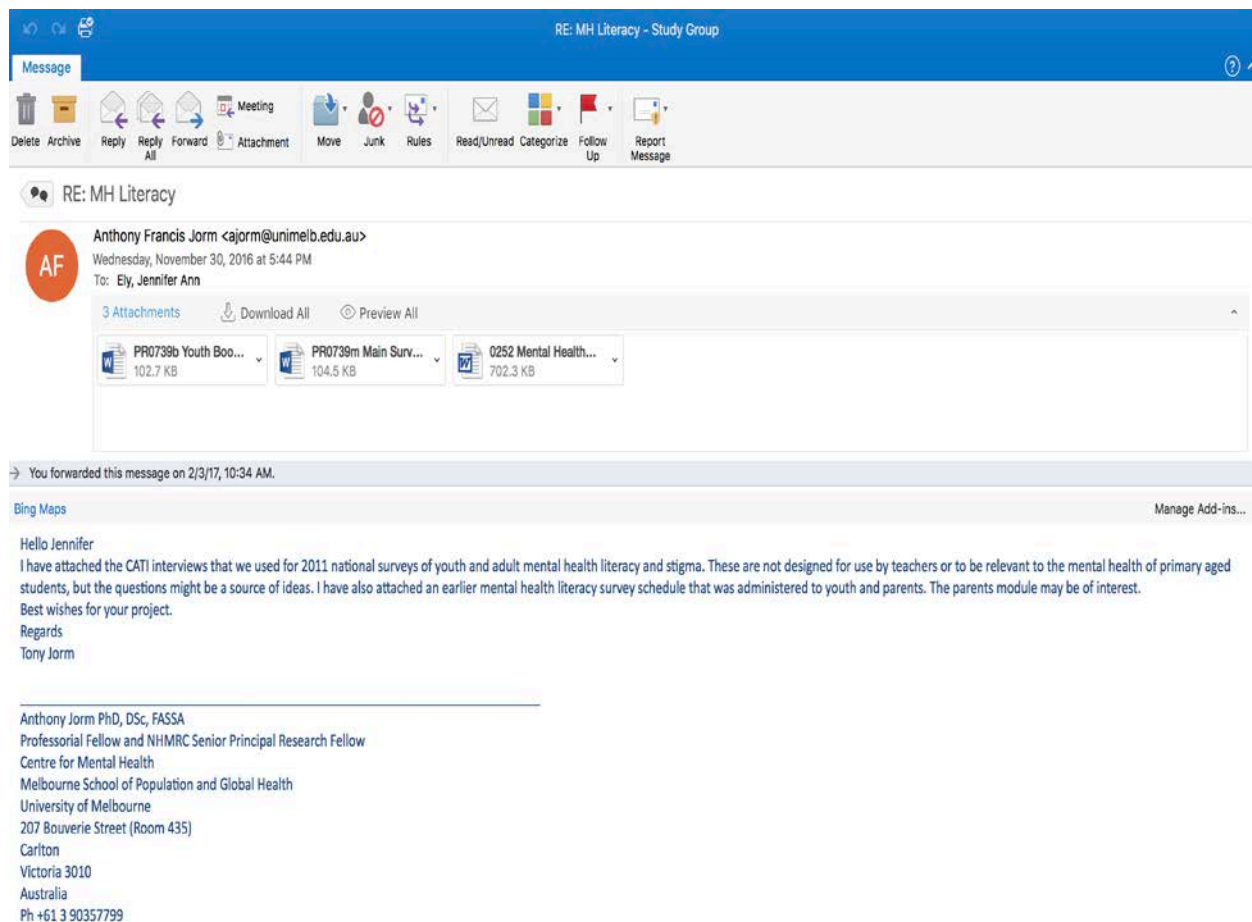 RE: MH Literacy - Study Group
Message
Meeting
Attachment
Delete Archive Reply Reply All Forward Move Junk Rules Read/Unread Categorize Follow Up Report Message
RE: MH Literacy
AF
Anthony Francis Jorm <ajorm@unimelb.edu.au>
Wednesday, November 30, 2016 at 5:44 PM
To: Ely, Jennifer Ann
3 Attachments Download All Preview All
PR0739b Youth Boo... PR0739m Main Surv... 0252 Mental Health...
102.7 KB 104.5 KB 702.3 KB
You forwarded this message on 2/3/17, 10:34 AM.
Bing Maps Manage Add-ins...
Hello Jennifer
I have attached the CATI interviews that we used for 2011 national surveys of youth and adult mental health literacy and stigma. These are not designed for use by teachers or to be relevant to the mental health of primary aged
students, but the questions might be a source of ideas. I have also attached an earlier mental health literacy survey schedule that was administered to youth and parents. The parents module may be of interest.
Best wishes for your project.
Regards
Tony Jorm
Anthony Jorm PhD, DSc, FASSA
Professorial Fellow and NHMRC Senior Principal Research Fellow
Centre for Mental Health
Melbourne School of Population and Global Health
University of Melbourne
207 Bouverie Street (Room 435)
Carlton
Victoria 3010
Australia
Ph +61 3 90357799